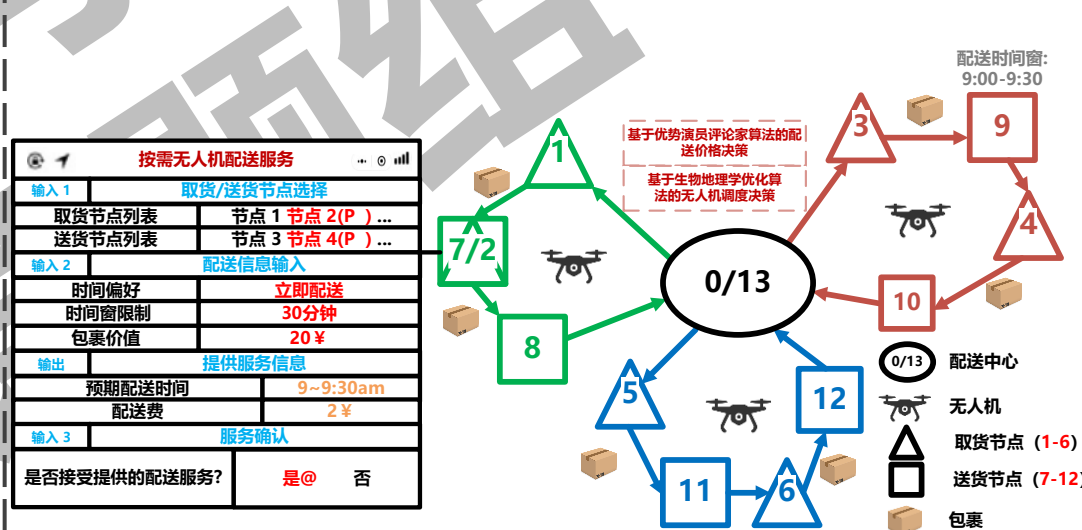 按需无人机配送服务
输入 1 取货/送货节点选择
取货节点列表 节点 1 节点 2(P ) ...
送货节点列表 节点 3 节点 4(P ) ...
输入 2 配送信息输入
时间偏好 立即配送
时间窗限制 30分钟
包裹价值 20￥
输出 提供服务信息
预期配送时间 9~9:30am
配送费 2￥
输入 3 服务确认
是否接受提供的配送服务? 是@ 否
1
7/2
8
基于优势演员评论家算法的配
送价格决策
基于生物地理学优化算
法的无人机调度决策
0/13
配送时间窗:
9:00-9:30
3
9
4
10
5
11
6
12
0/13 配送中心
无人机
取货节点（1-6）
送货节点（7-12）
包裹